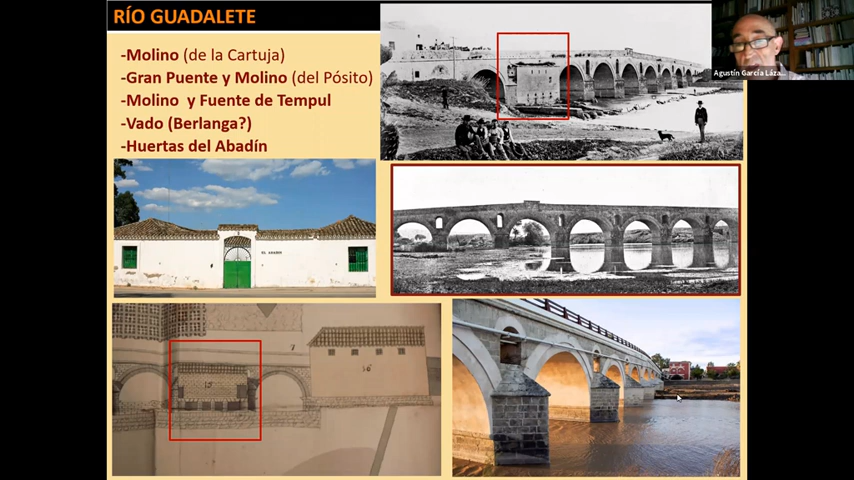 RÍO GUADALETE
-Molino (de la Cartuja)
-Gran Puente y Molino (del Pósito)
-Molino y Fuente de Tempul
-Vado (Berlanga?)
-Huertas del Abadín
Agustín García Láza...
EL ABADIN
7
15
16